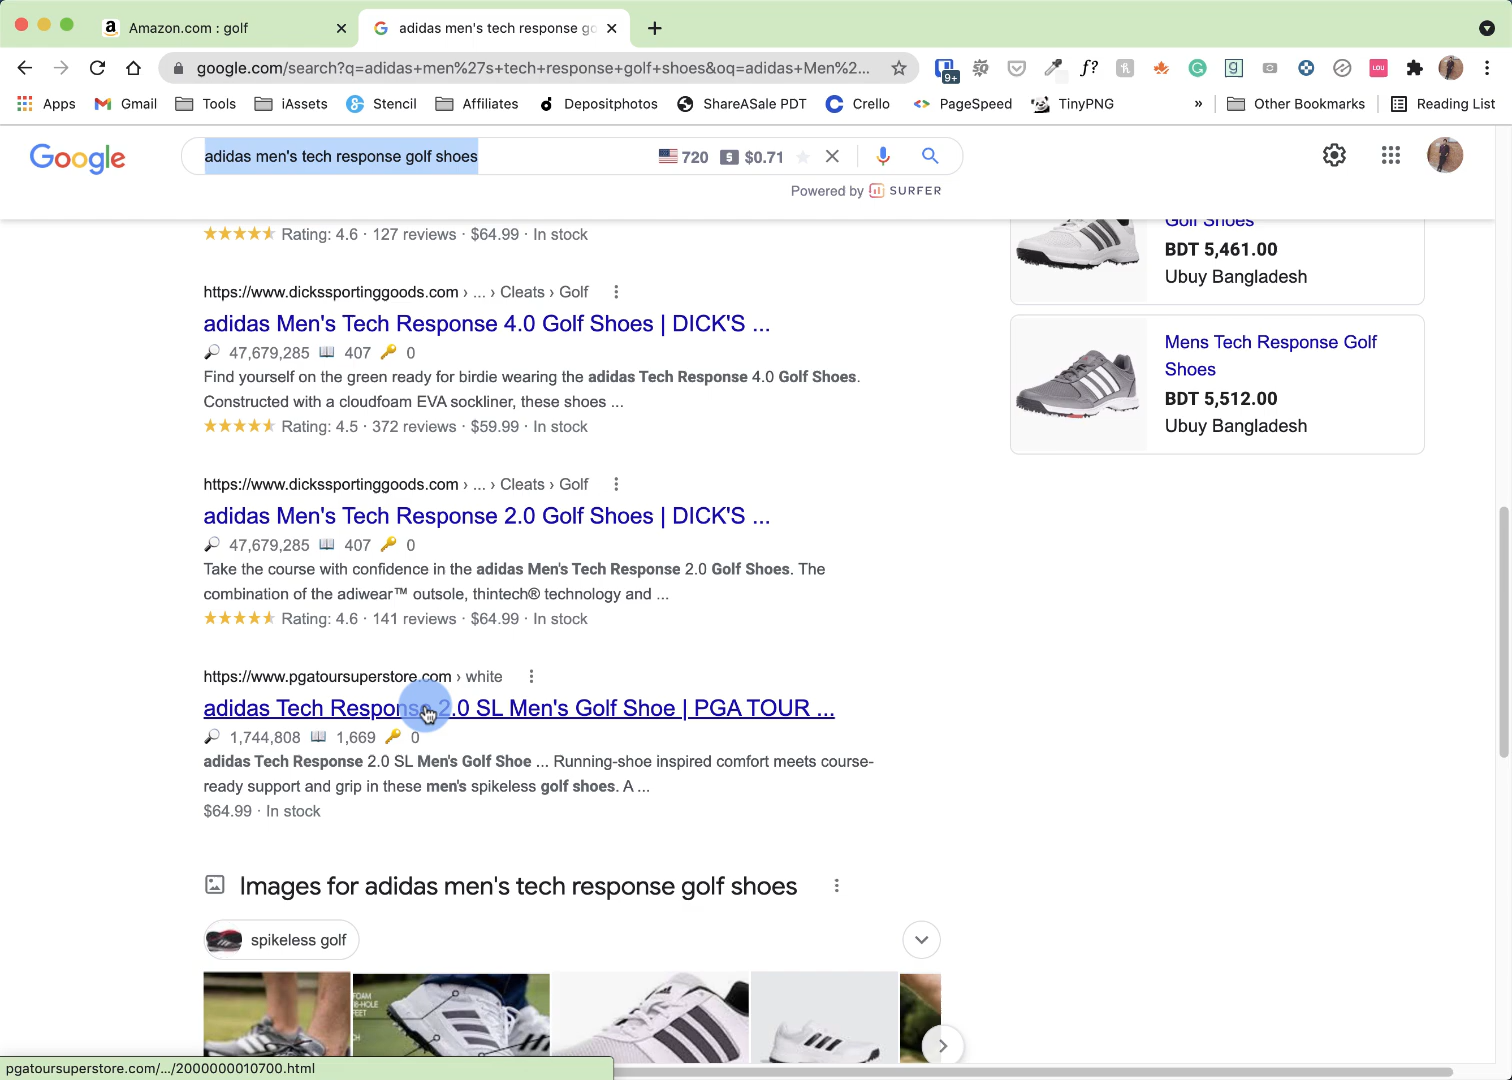 Amazon.com : golf
adidas men's tech response go
google.com/search?q=adidas+men%27s+tech+response+golf+shoes&oq=adidas+Men%2...
9+
f?
LOU
Apps
Gmail
Tools
iAssets
Stencil
Affiliates
Depositphotos
ShareASale PDT
Crello
PageSpeed
TinyPNG
»
Other Bookmarks
Reading List
Google
adidas men's tech response golf shoes
720
$0.71
Powered by SURFER
Rating: 4.6 · 127 reviews · $64.99 · In stock
https://www.dickssportinggoods.com › ... › Cleats › Golf
adidas Men's Tech Response 4.0 Golf Shoes | DICK'S ...
47,679,285 407 0
Find yourself on the green ready for birdie wearing the adidas Tech Response 4.0 Golf Shoes.
Constructed with a cloudfoam EVA sockliner, these shoes ...
Rating: 4.5 · 372 reviews · $59.99 · In stock
https://www.dickssportinggoods.com › ... › Cleats › Golf
adidas Men's Tech Response 2.0 Golf Shoes | DICK'S ...
47,679,285 407 0
Take the course with confidence in the adidas Men's Tech Response 2.0 Golf Shoes. The
combination of the adiwear™ outsole, thintech® technology and ...
Rating: 4.6 · 141 reviews · $64.99 · In stock
https://www.pgatoursuperstore.com › white
adidas Tech Response 2.0 SL Men's Golf Shoe | PGA TOUR ...
1,744,808 1,669 0
adidas Tech Response 2.0 SL Men's Golf Shoe ... Running-shoe inspired comfort meets course-
ready support and grip in these men's spikeless golf shoes. A ...
$64.99 · In stock
Images for adidas men's tech response golf shoes
spikeless golf
Golf Shoes
BDT 5,461.00
Ubuy Bangladesh
Mens Tech Response Golf
Shoes
BDT 5,512.00
Ubuy Bangladesh
pgatoursuperstore.com/.../2000000010700.html